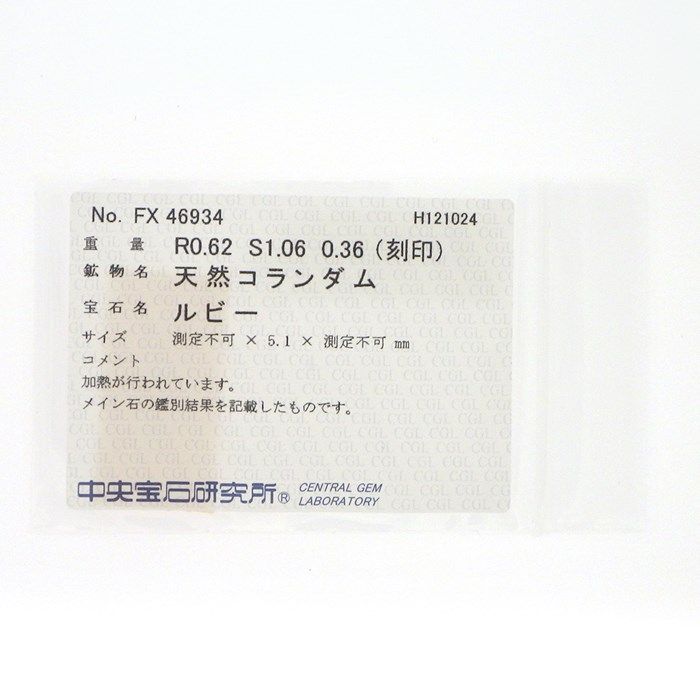 No. FX 46934 H121024
重量 R0.62 S1.06 0.36 (刻印)
鉱物名 天然コランダム
宝石名 ルビー
サイズ 測定不可 × 5.1 × 測定不可 mm
コメント
加熱が行われています。
メイン石の鑑別結果を記載したものです。
中央宝石研究所® CENTRAL GEM
LABORATORY